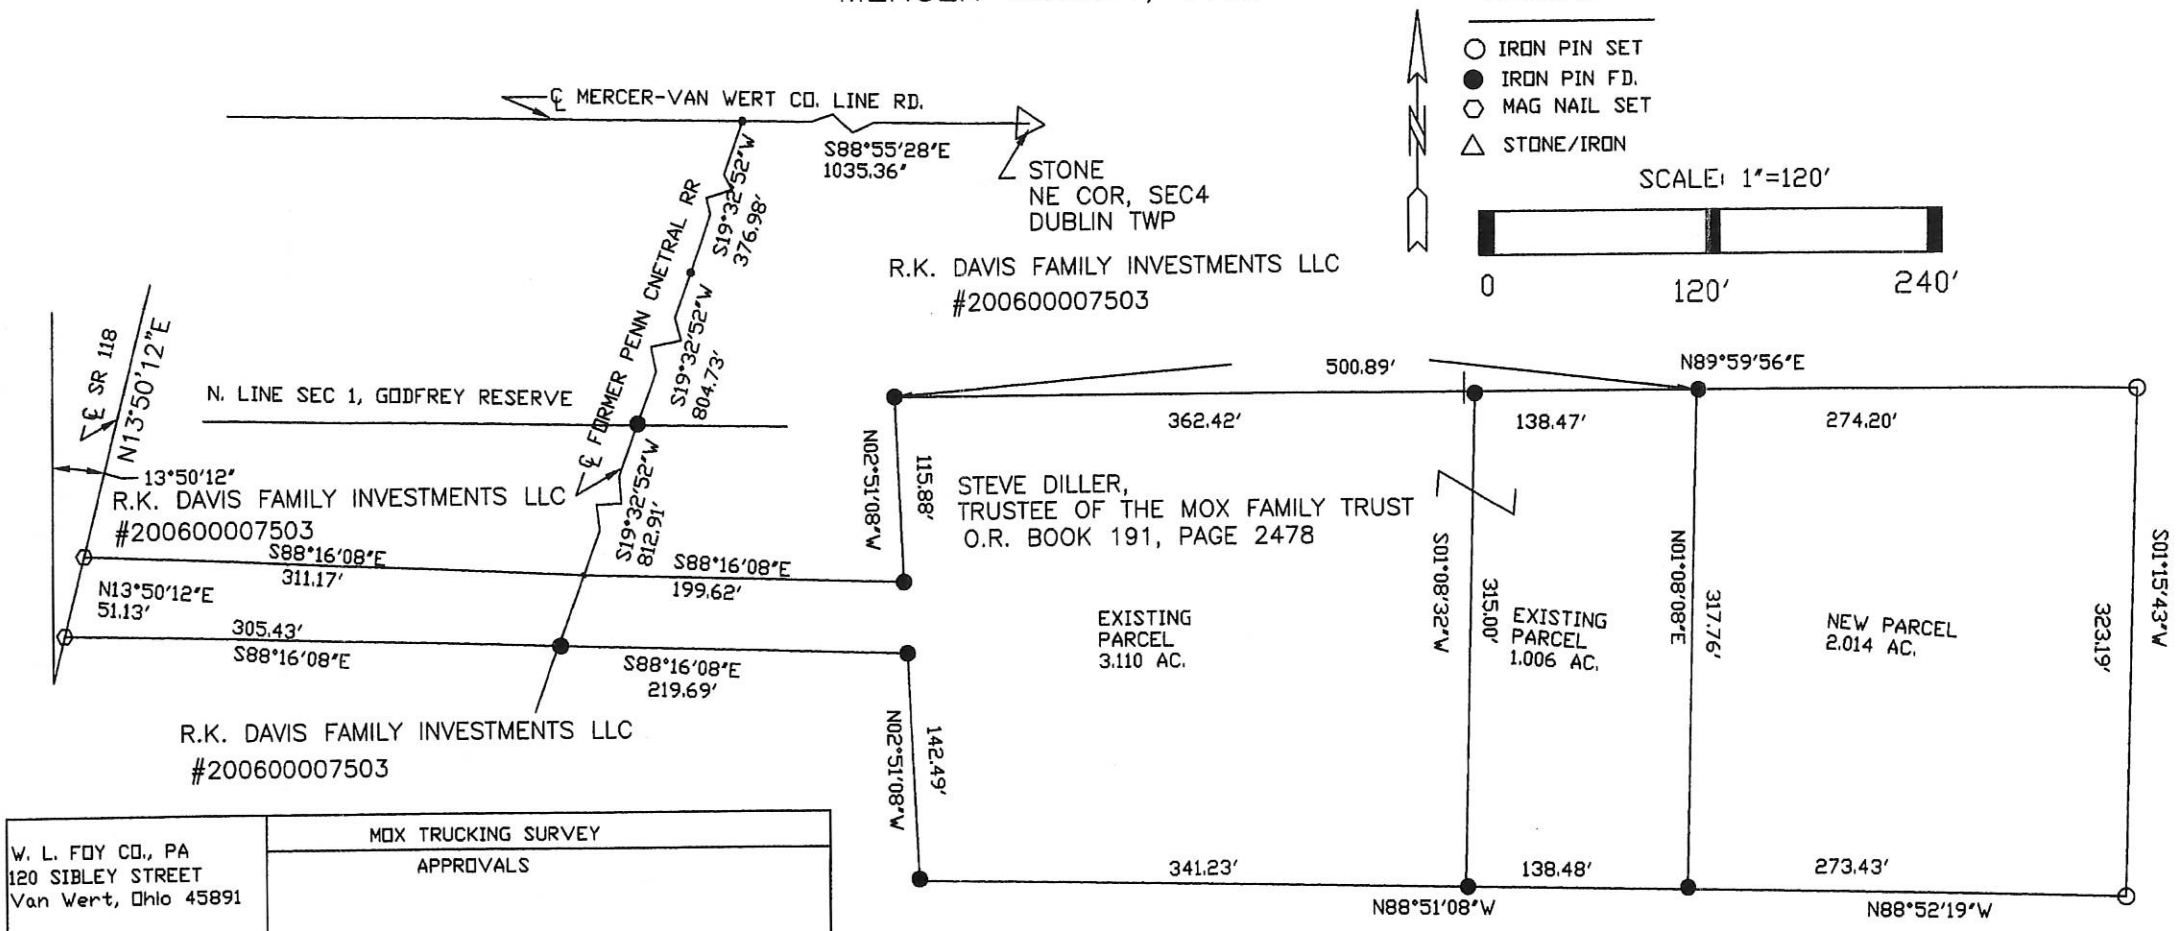 IRON PIN SET
IRON PIN FD.
MAG NAIL SET
STONE/IRON
SCALE: 1"=120'
0
120'
240'
℄ MERCER-VAN WERT CO. LINE RD.
S88°55'28"E
1035.36"
STONE
NE COR, SEC4
DUBLIN TWP
S19°32'52"W
376.98'
℄ FORMER PENN CNETRAL RR
S19°32'52"W
804.73'
R.K. DAVIS FAMILY INVESTMENTS LLC
#200600007503
℄ SR 118
N13°50'12"E
N. LINE SEC 1, GODFREY RESERVE
13°50'12"
R.K. DAVIS FAMILY INVESTMENTS LLC
#200600007503
S19°32'52"W
812.91'
S88°16'08"E
311.17'
S88°16'08"E
199.62'
N13°50'12"E
51.13'
305.43'
S88°16'08"E
S88°16'08"E
219.69'
R.K. DAVIS FAMILY INVESTMENTS LLC
#200600007503
500.89'
N89°59'56"E
362.42'
138.47'
274.20'
N02°51'08"W
115.88'
STEVE DILLER,
TRUSTEE OF THE MOX FAMILY TRUST
O.R. BOOK 191, PAGE 2478
S01°08'32"W
315.00'
N01°08'08"E
317.76'
S01°15'43"W
323.19'
EXISTING
PARCEL
3.110 AC.
EXISTING
PARCEL
1.006 AC.
NEW PARCEL
2.014 AC.
N02°51'08"W
142.49'
341.23'
138.48'
273.43'
N88°51'08"W
N88°52'19"W
W. L. FOY CO., PA
120 SIBLEY STREET
Van Wert, Ohio 45891
MOX TRUCKING SURVEY
APPROVALS